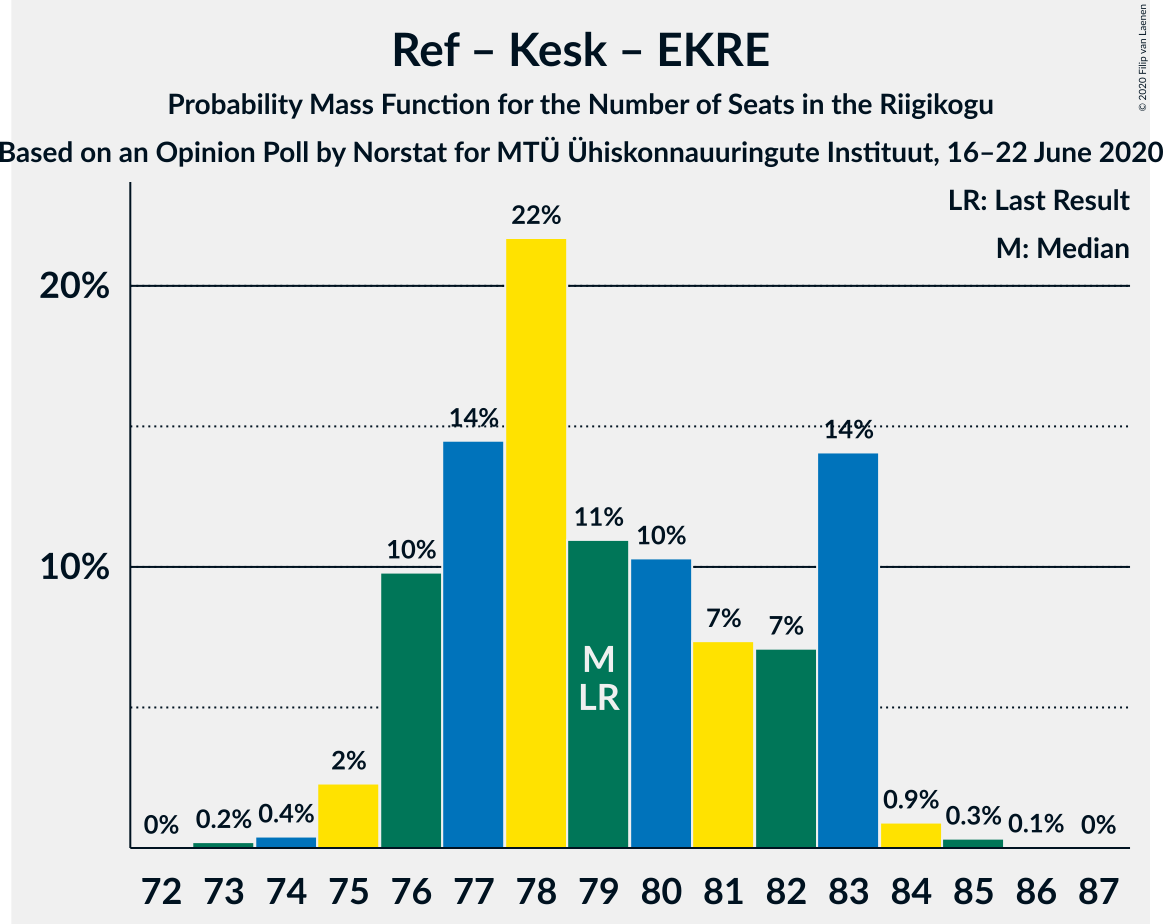 Ref – Kesk – EKRE
Probability Mass Function for the Number of Seats in the Riigikogu
Based on an Opinion Poll by Norstat for MTÜ Ühiskonnauuringute Instituut, 16–22 June 2020
© 2020 Filip van Laenen
LR: Last Result
M: Median
22%
20%
14%
14%
11%
10%
10%
10%
7%
7%
M
LR
2%
0.9%
0%
0.2%
0.4%
0.3%
0.1%
0%
72 73 74 75 76 77 78 79 80 81 82 83 84 85 86 87